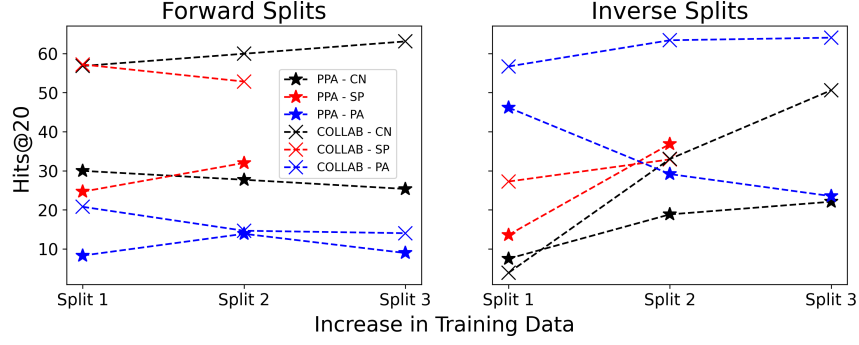 Forward Splits
Inverse Splits
Hits@20
60
50
40
30
20
10
PPA - CN
PPA - SP
PPA - PA
COLLAB - CN
COLLAB - SP
COLLAB - PA
Split 1
Split 2
Split 3
Split 1
Split 2
Split 3
Increase in Training Data